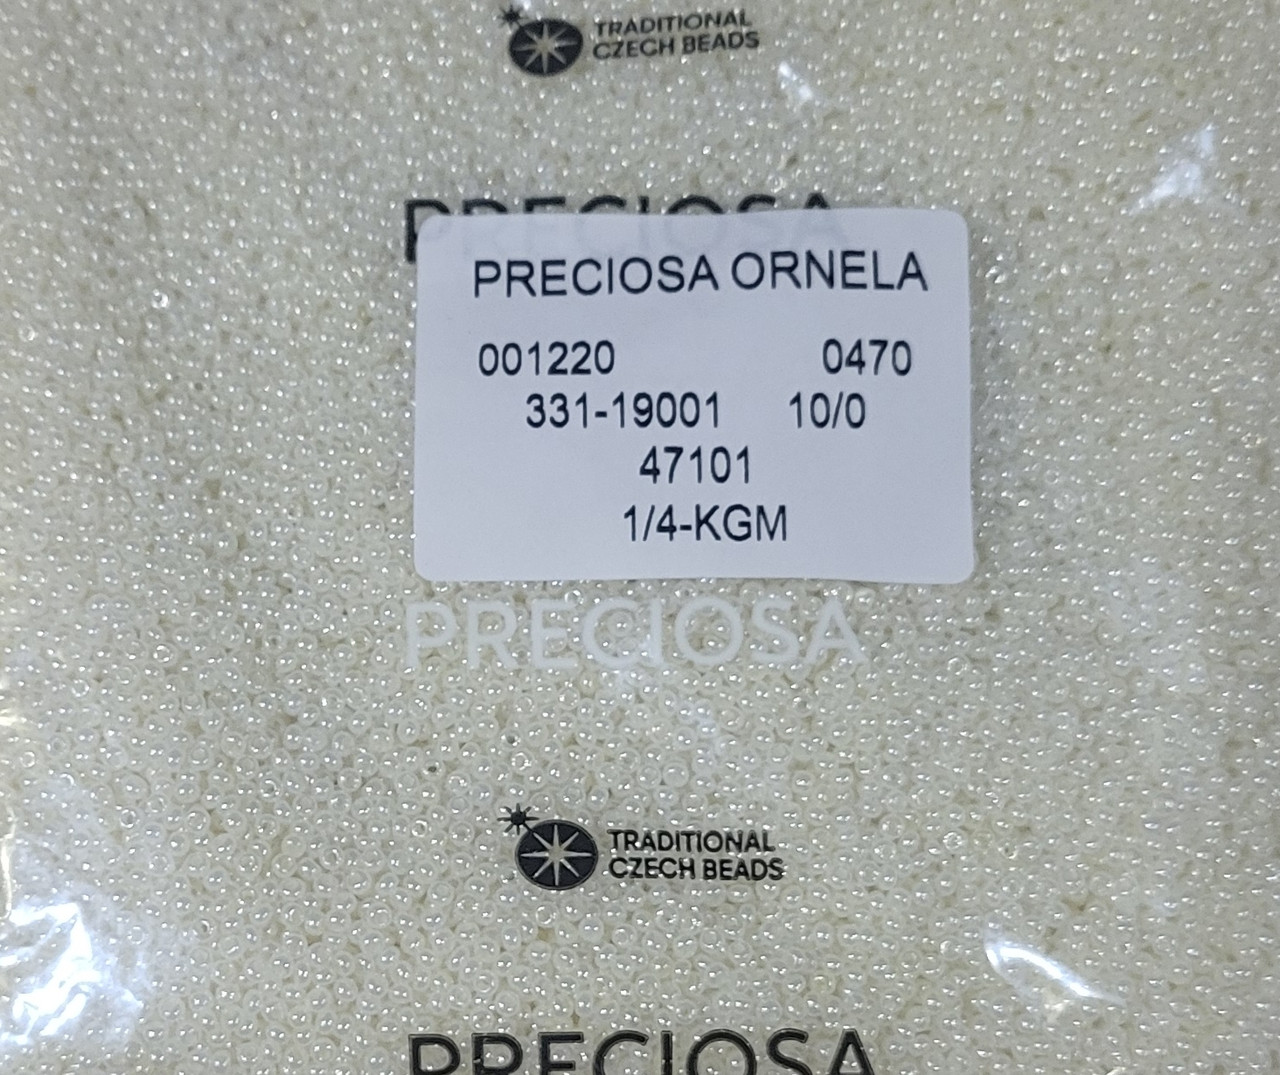 TRADITIONAL
CZECH BEADS
PRECIOSA
PRECIOSA ORNELA
001220 0470
331-19001 10/0
47101
1/4-KGM
PRECIOSA
TRADITIONAL
CZECH BEADS
PRECIOSA